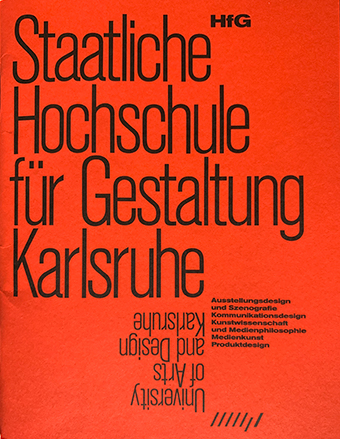 HfG
Staatliche
Hochschule
für Gestaltung
Karlsruhe
Ausstellungsdesign
und Szenografie
Kommunikationsdesign
Kunstwissenschaft
und Medienphilosophie
Medienkunst
Produktdesign
University
of Arts
and Design
Karlsruhe